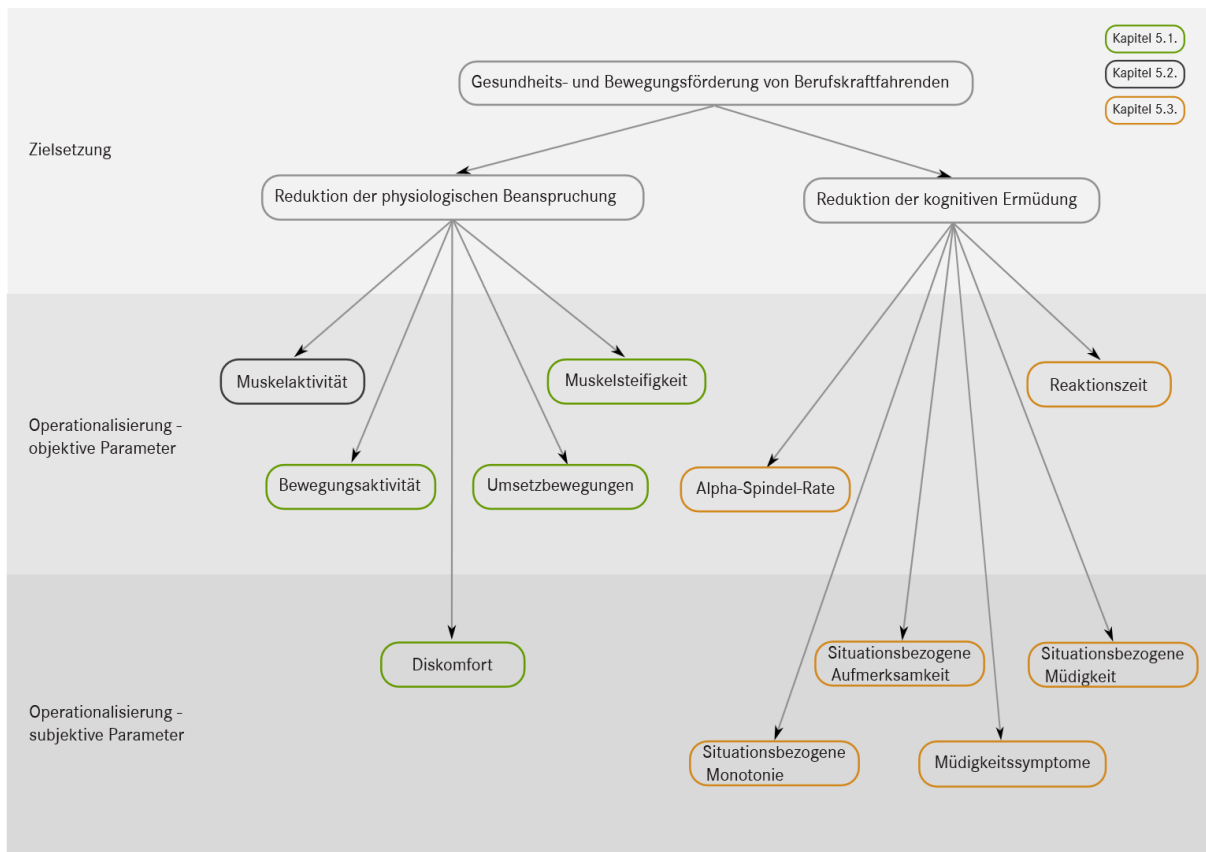 Kapitel 5.1.
Kapitel 5.2.
Kapitel 5.3.
Gesundheits- und Bewegungsförderung von Berufskraftfahrenden
Zielsetzung
Reduktion der physiologischen Beanspruchung
Reduktion der kognitiven Ermüdung
Operationalisierung -
objektive Parameter
Muskelaktivität
Muskelsteifigkeit
Reaktionszeit
Bewegungsaktivität
Umsetzbewegungen
Alpha-Spindel-Rate
Operationalisierung -
subjektive Parameter
Diskomfort
Situationsbezogene
Aufmerksamkeit
Situationsbezogene
Müdigkeit
Situationsbezogene
Monotonie
Müdigkeitssymptome